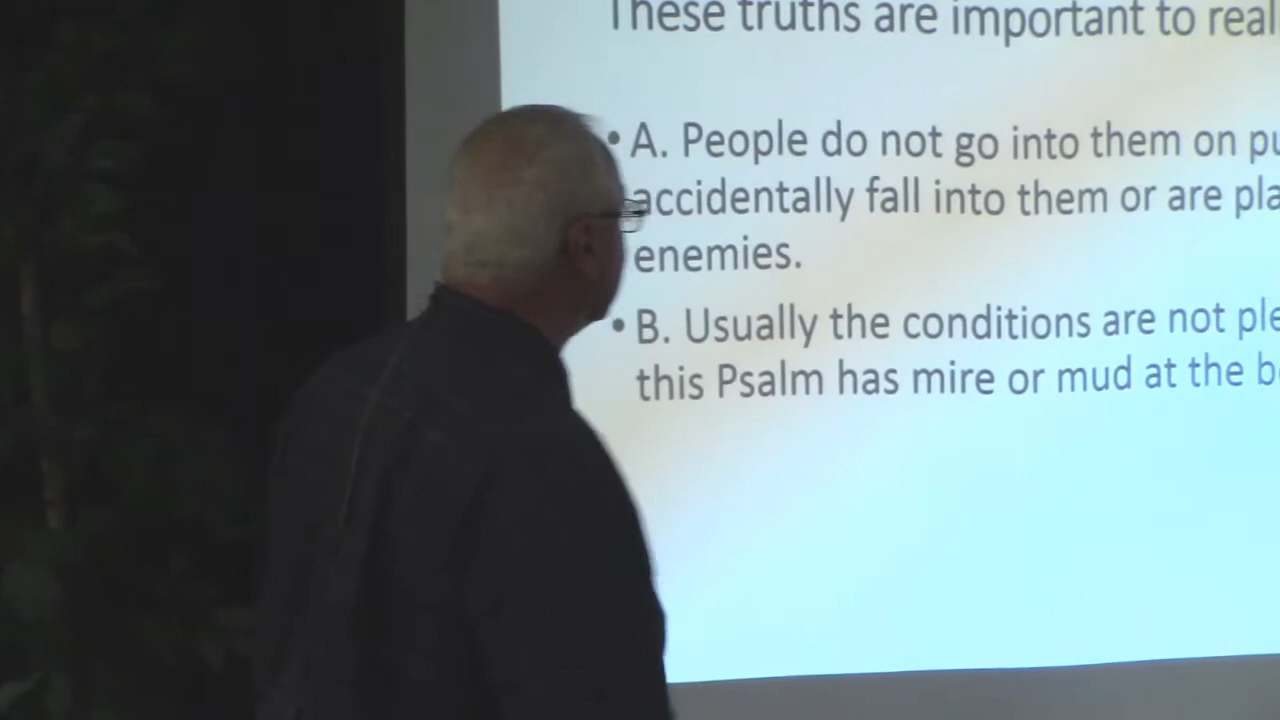 These truths are important to real
• A. People do not go into them on pu
accidentally fall into them or are pla
enemies.
• B. Usually the conditions are not ple
this Psalm has mire or mud at the b